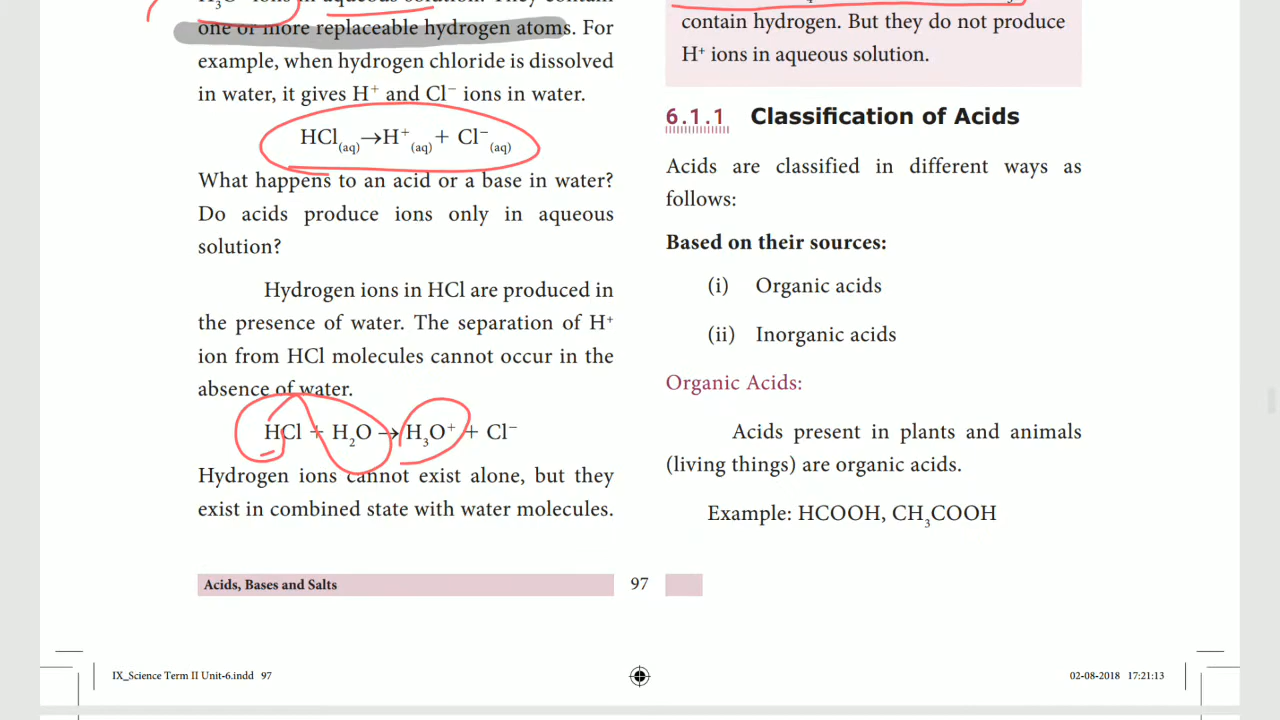 H₃O⁺ ions in aqueous solution. They contain
one or more replaceable hydrogen atoms. For
example, when hydrogen chloride is dissolved
in water, it gives H⁺ and Cl⁻ ions in water.
HCl(aq)→H⁺(aq) + Cl⁻(aq)
What happens to an acid or a base in water?
Do acids produce ions only in aqueous
solution?
Hydrogen ions in HCl are produced in
the presence of water. The separation of H⁺
ion from HCl molecules cannot occur in the
absence of water.
HCl + H₂O → H₃O⁺ + Cl⁻
Hydrogen ions cannot exist alone, but they
exist in combined state with water molecules.
contain hydrogen. But they do not produce
H⁺ ions in aqueous solution.
6.1.1 Classification of Acids
Acids are classified in different ways as
follows:
Based on their sources:
(i) Organic acids
(ii) Inorganic acids
Organic Acids:
Acids present in plants and animals
(living things) are organic acids.
Example: HCOOH, CH₃COOH
Acids, Bases and Salts
97
IX_Science Term II Unit-6.indd 97
02-08-2018 17:21:13